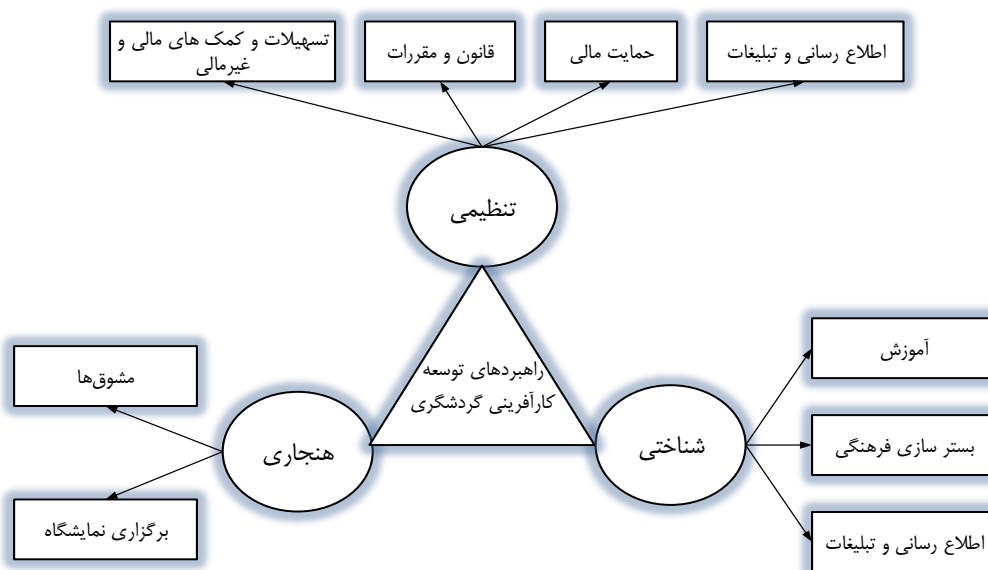 اطلاع رسانی و تبلیغات
حمایت مالی
قانون و مقررات
تسهیلات و کمک های مالی و
غیرمالی
تنظیمی
راهبردهای توسعه
کارآفرینی گردشگری
شناختی
آموزش
بستر سازی فرهنگی
اطلاع رسانی و تبلیغات
هنجاری
مشوق‌ها
برگزاری نمایشگاه